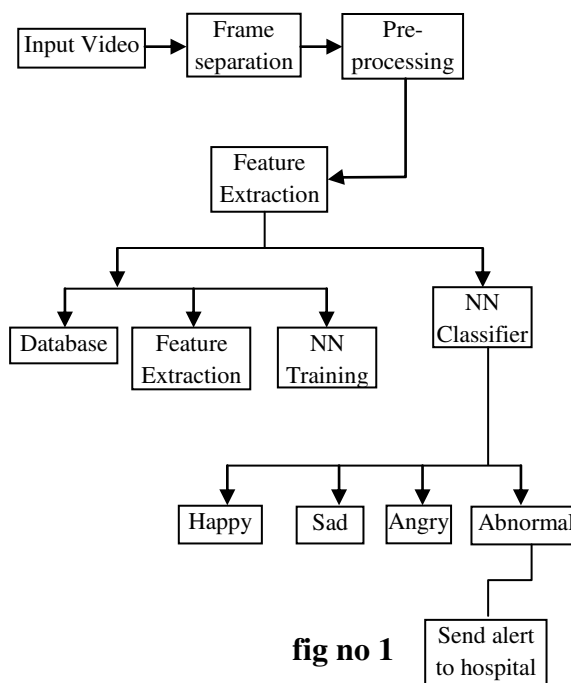 Input Video
Frame
separation
Pre-
processing
Feature
Extraction
Database
Feature
Extraction
NN
Training
NN
Classifier
Happy
Sad
Angry
Abnormal
Send alert
to hospital
fig no 1